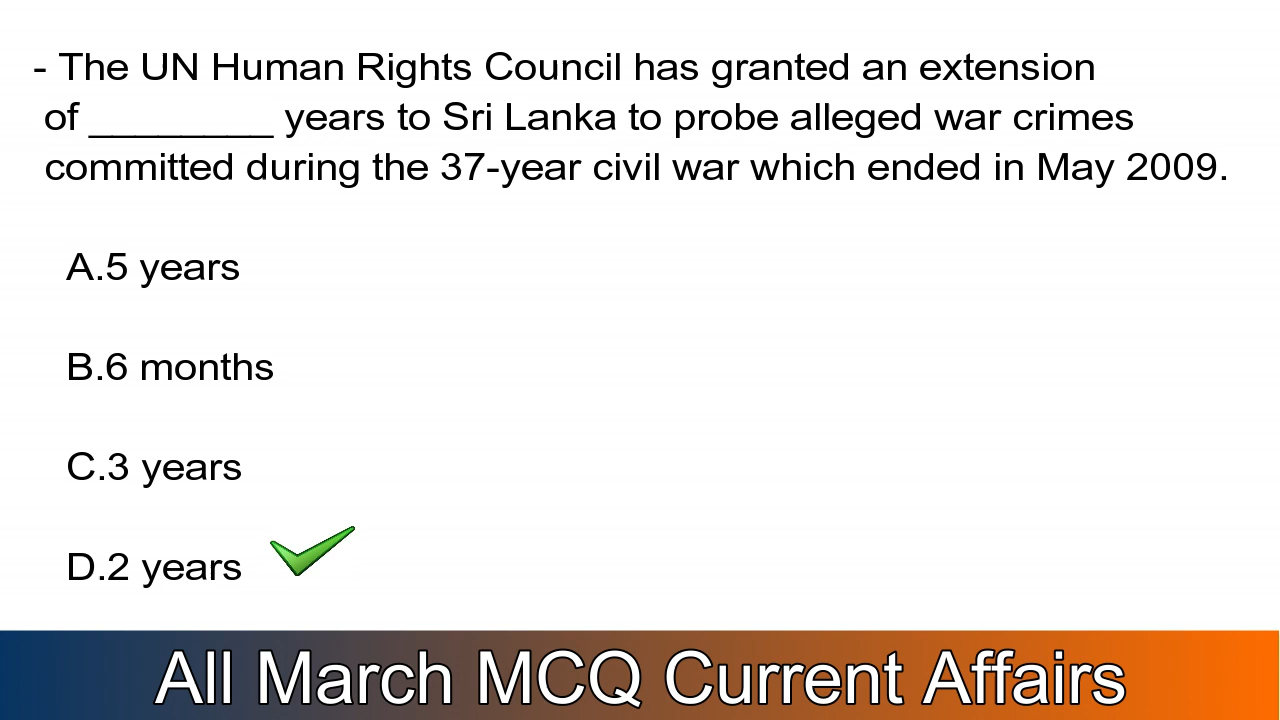 - The UN Human Rights Council has granted an extension
of ________ years to Sri Lanka to probe alleged war crimes
committed during the 37-year civil war which ended in May 2009.
A.5 years
B.6 months
C.3 years
D.2 years
All March MCQ Current Affairs